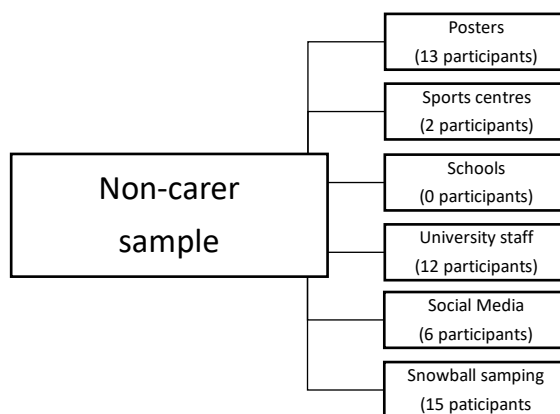 Non-carer
sample
Posters
(13 participants)
Sports centres
(2 participants)
Schools
(0 participants)
University staff
(12 participants)
Social Media
(6 participants)
Snowball samping
(15 paticipants